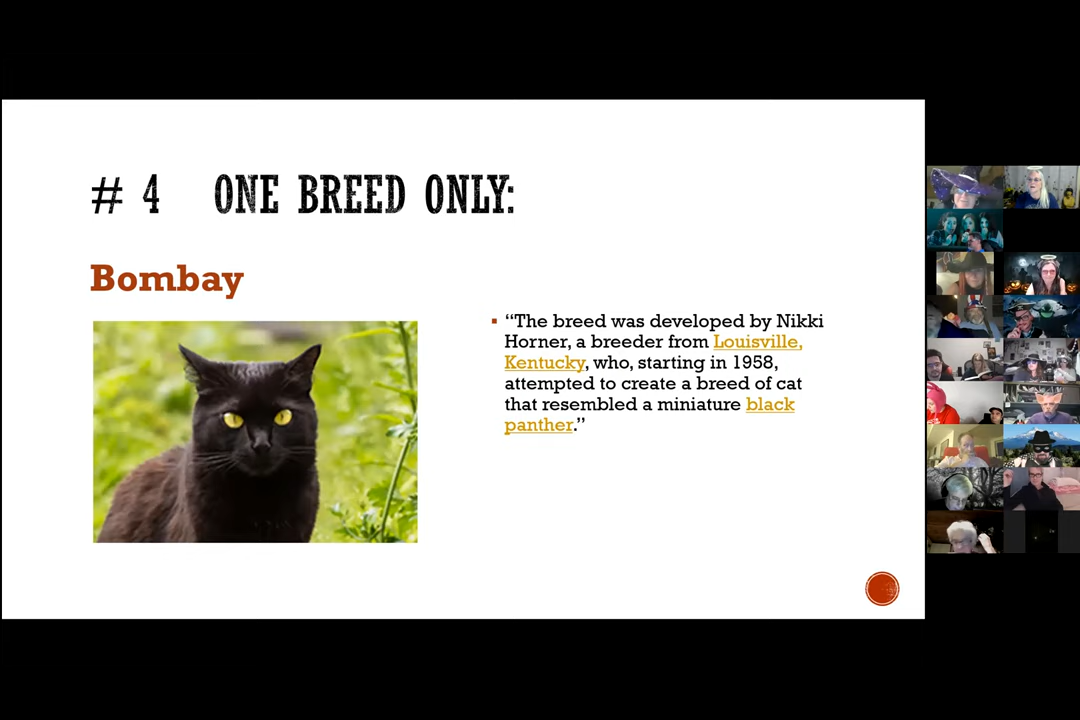 # 4 ONE BREED ONLY:
Bombay
“The breed was developed by Nikki
Horner, a breeder from Louisville,
Kentucky, who, starting in 1958,
attempted to create a breed of cat
that resembled a miniature black
panther.”